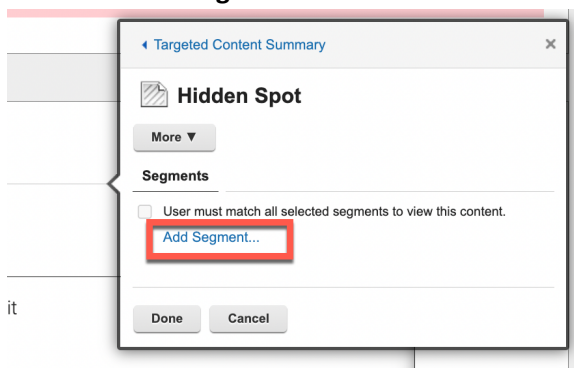 Targeted Content Summary
Hidden Spot
More ▼
Segments
User must match all selected segments to view this content.
Add Segment...
it
Done Cancel